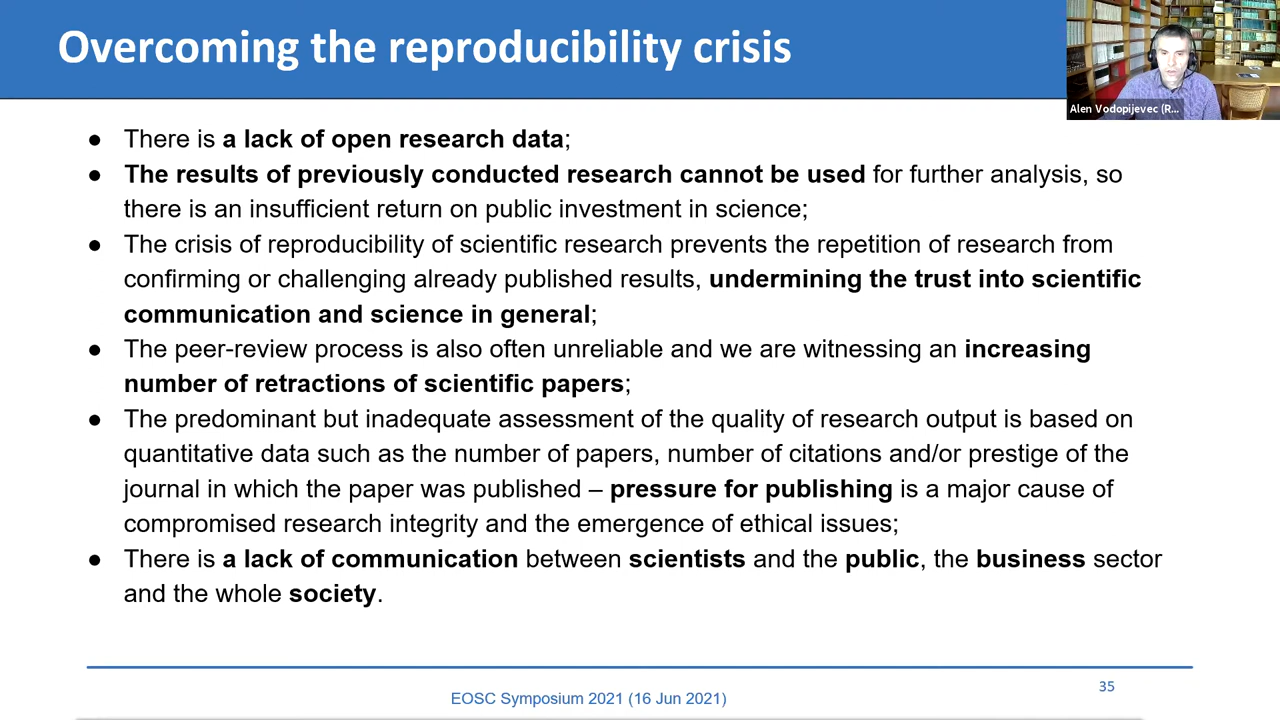 Overcoming the reproducibility crisis
Alen Vodopijevec (R...
● There is a lack of open research data;
● The results of previously conducted research cannot be used for further analysis, so
there is an insufficient return on public investment in science;
● The crisis of reproducibility of scientific research prevents the repetition of research from
confirming or challenging already published results, undermining the trust into scientific
communication and science in general;
● The peer-review process is also often unreliable and we are witnessing an increasing
number of retractions of scientific papers;
● The predominant but inadequate assessment of the quality of research output is based on
quantitative data such as the number of papers, number of citations and/or prestige of the
journal in which the paper was published – pressure for publishing is a major cause of
compromised research integrity and the emergence of ethical issues;
● There is a lack of communication between scientists and the public, the business sector
and the whole society.
EOSC Symposium 2021 (16 Jun 2021)
35